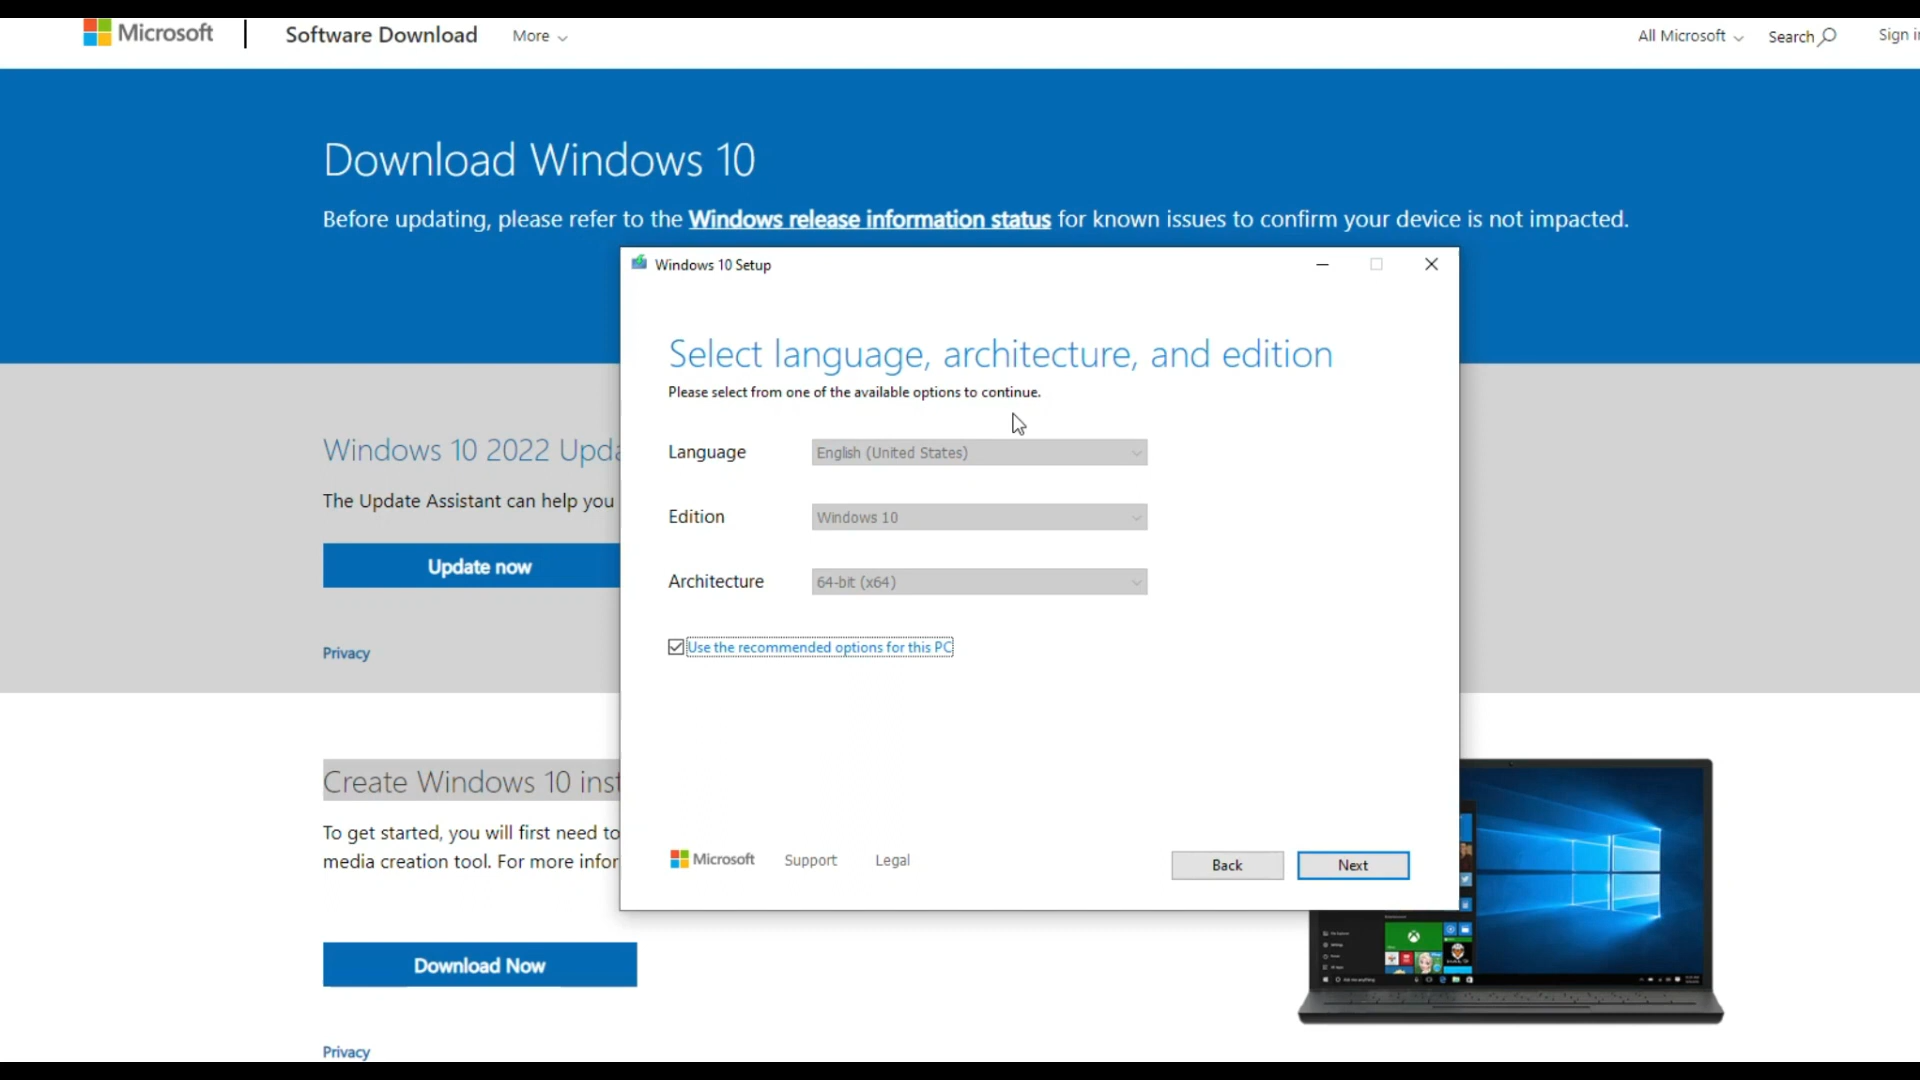 Microsoft
Software Download
More
All Microsoft
Search
Sign i
Download Windows 10
Before updating, please refer to the Windows release information status for known issues to confirm your device is not impacted.
Windows 10 Setup
Select language, architecture, and edition
Please select from one of the available options to continue.
Language
English (United States)
Edition
Windows 10
Architecture
64-bit (x64)
Use the recommended options for this PC
Microsoft
Support
Legal
Back
Next
Windows 10 2022 Upda
The Update Assistant can help you
Update now
Privacy
Create Windows 10 inst
To get started, you will first need to
media creation tool. For more infor
Download Now
Privacy